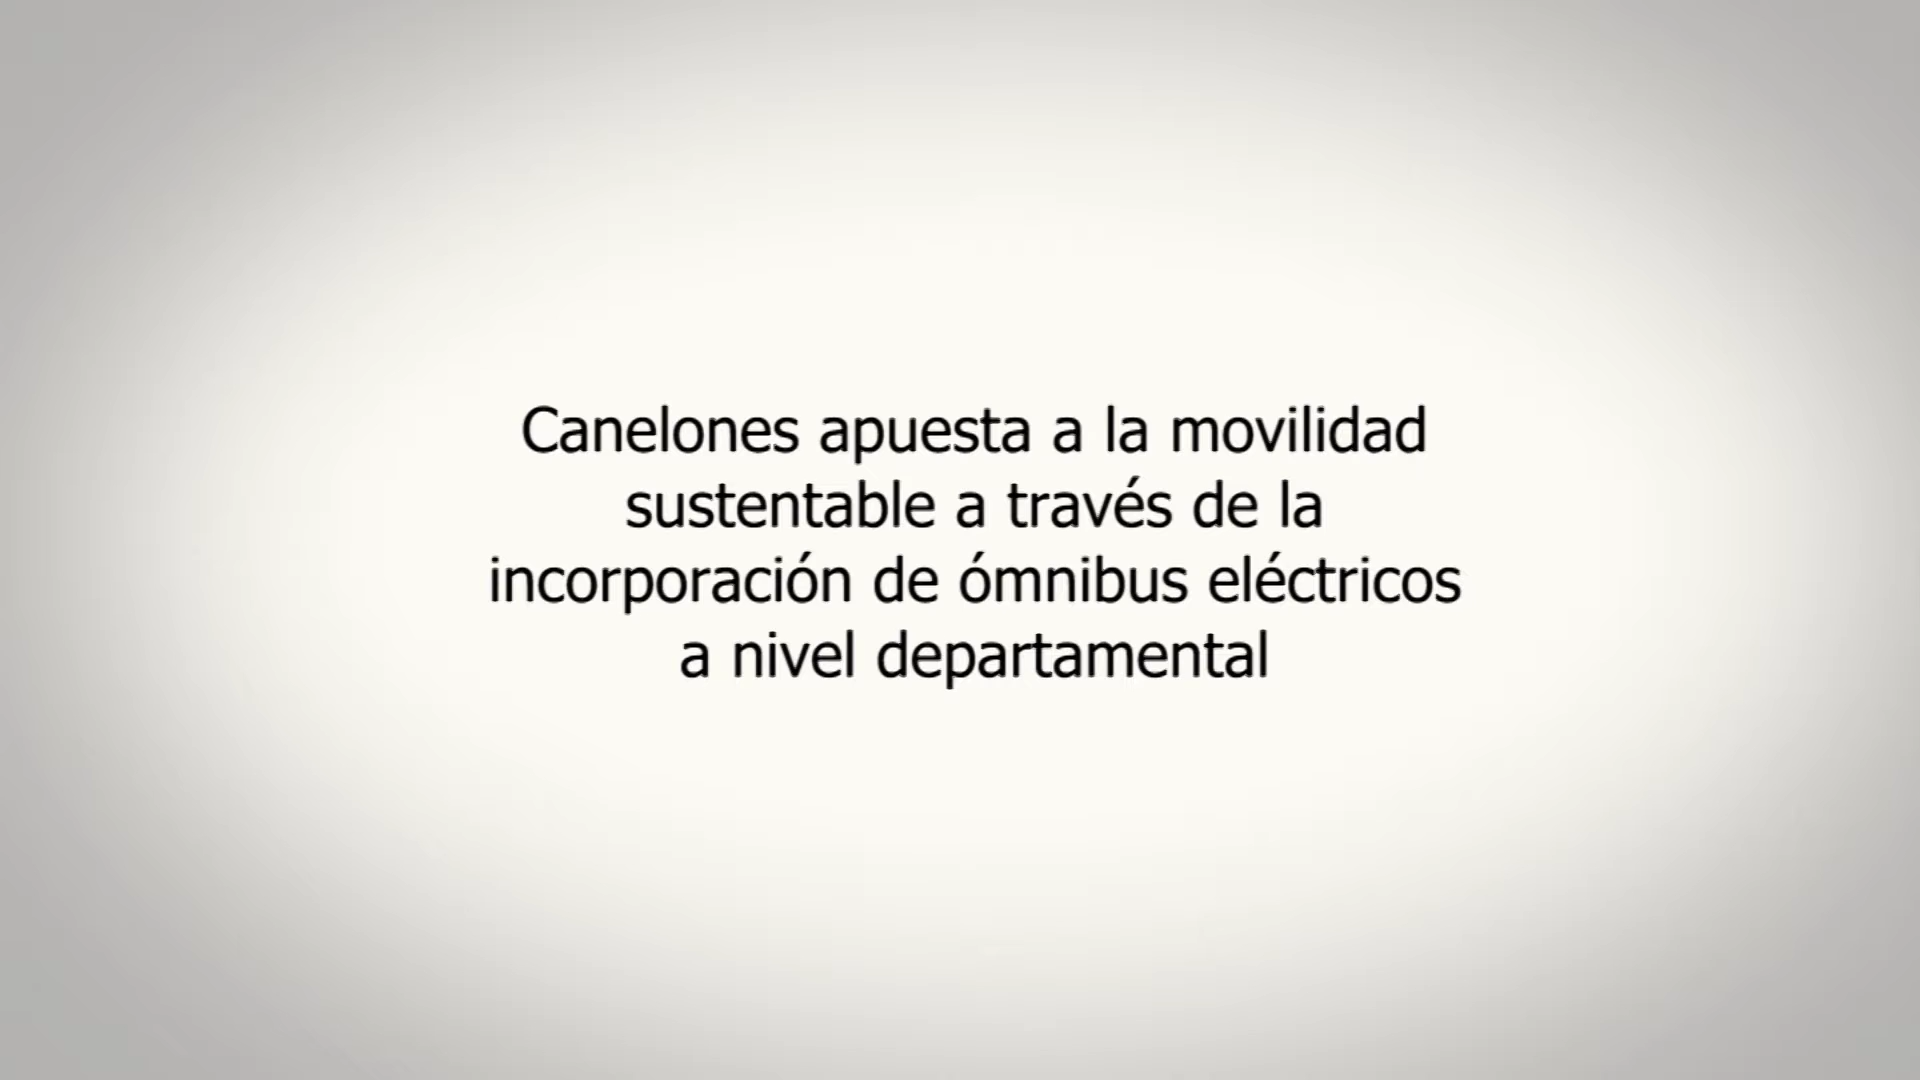 Canelones apuesta a la movilidad
sustentable a través de la
incorporación de ómnibus eléctricos
a nivel departamental